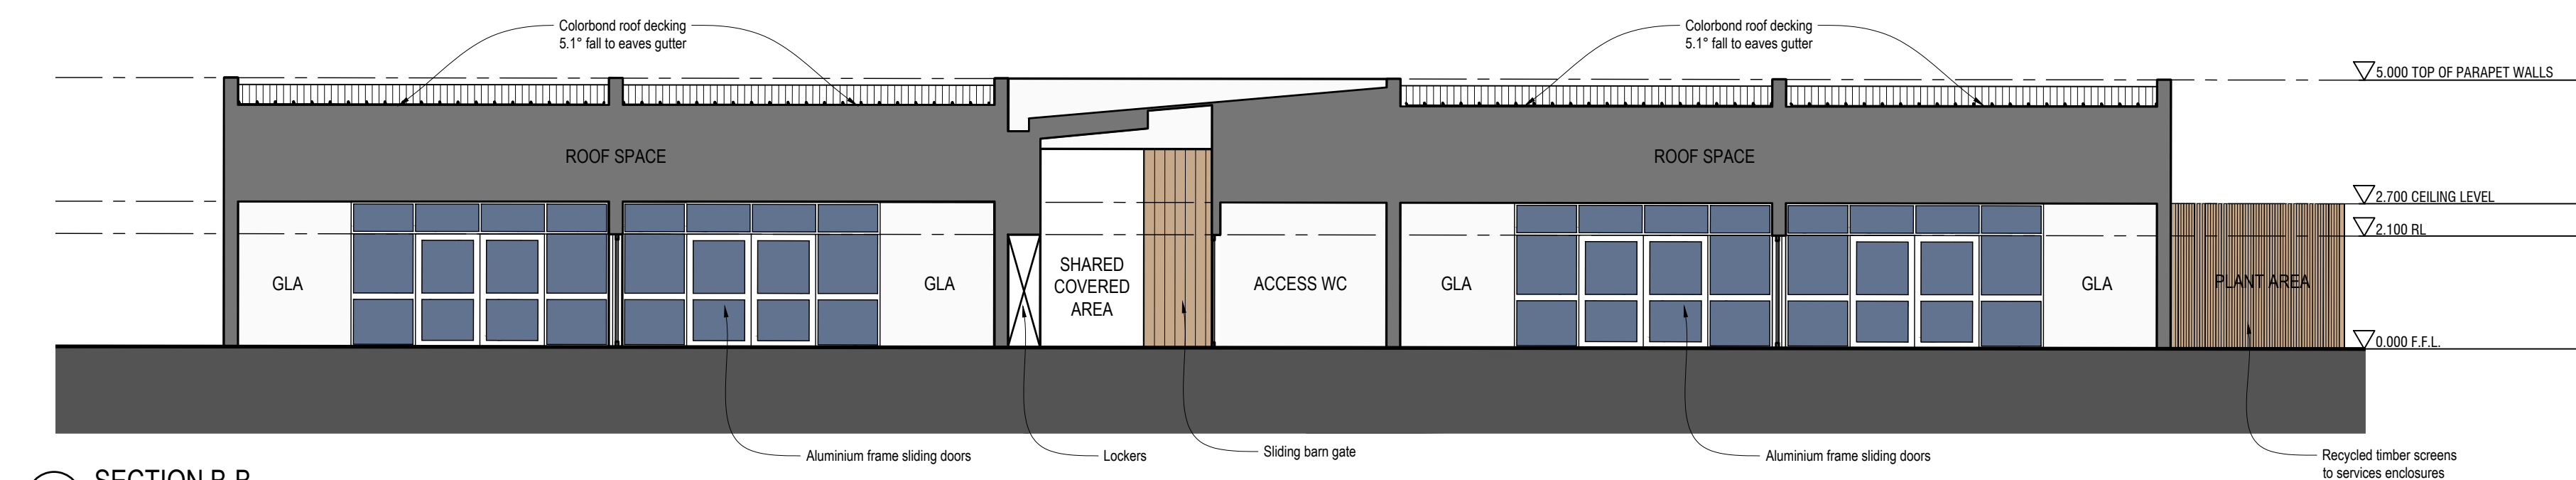 Colorbond roof decking
5.1° fall to eaves gutter
Colorbond roof decking
5.1° fall to eaves gutter
5.000 TOP OF PARAPET WALLS
ROOF SPACE
ROOF SPACE
2.700 CEILING LEVEL
2.100 RL
GLA
GLA
SHARED
COVERED
AREA
ACCESS WC
GLA
GLA
PLANT AREA
0.000 F.F.L.
Aluminium frame sliding doors
Lockers
Sliding barn gate
Aluminium frame sliding doors
Recycled timber screens
to services enclosures
SECTION B-B